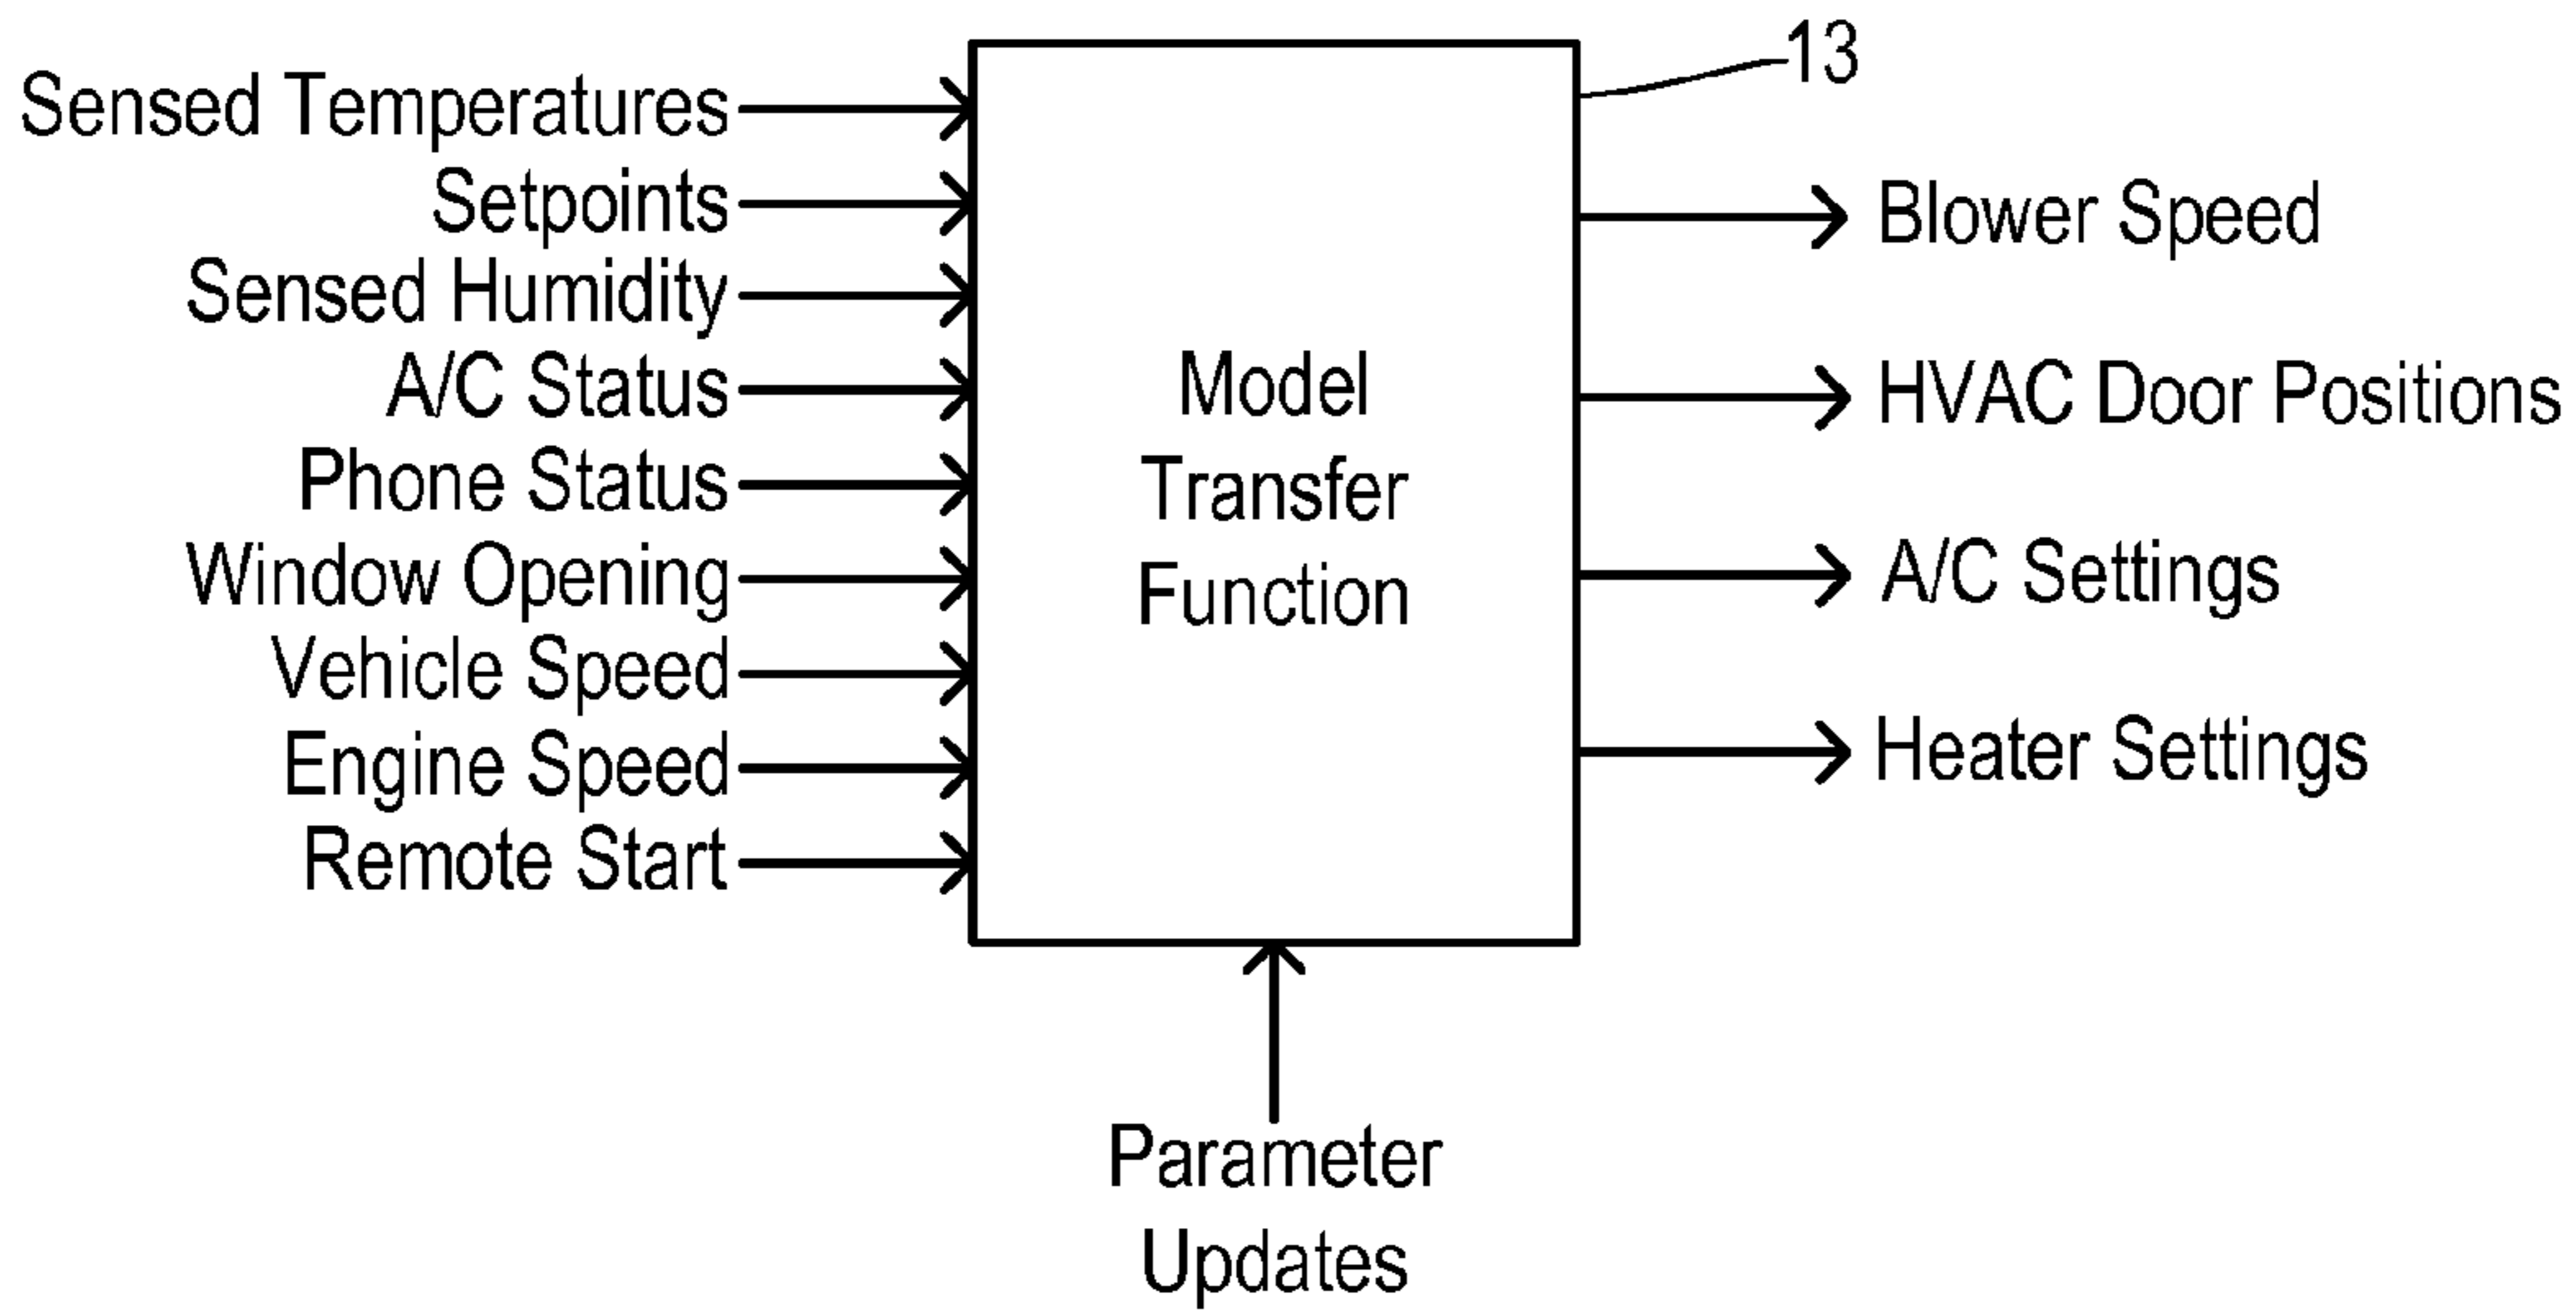 13
Sensed Temperatures
Setpoints
Sensed Humidity
A/C Status
Phone Status
Window Opening
Vehicle Speed
Engine Speed
Remote Start
Model
Transfer
Function
Blower Speed
HVAC Door Positions
A/C Settings
Heater Settings
Parameter
Updates